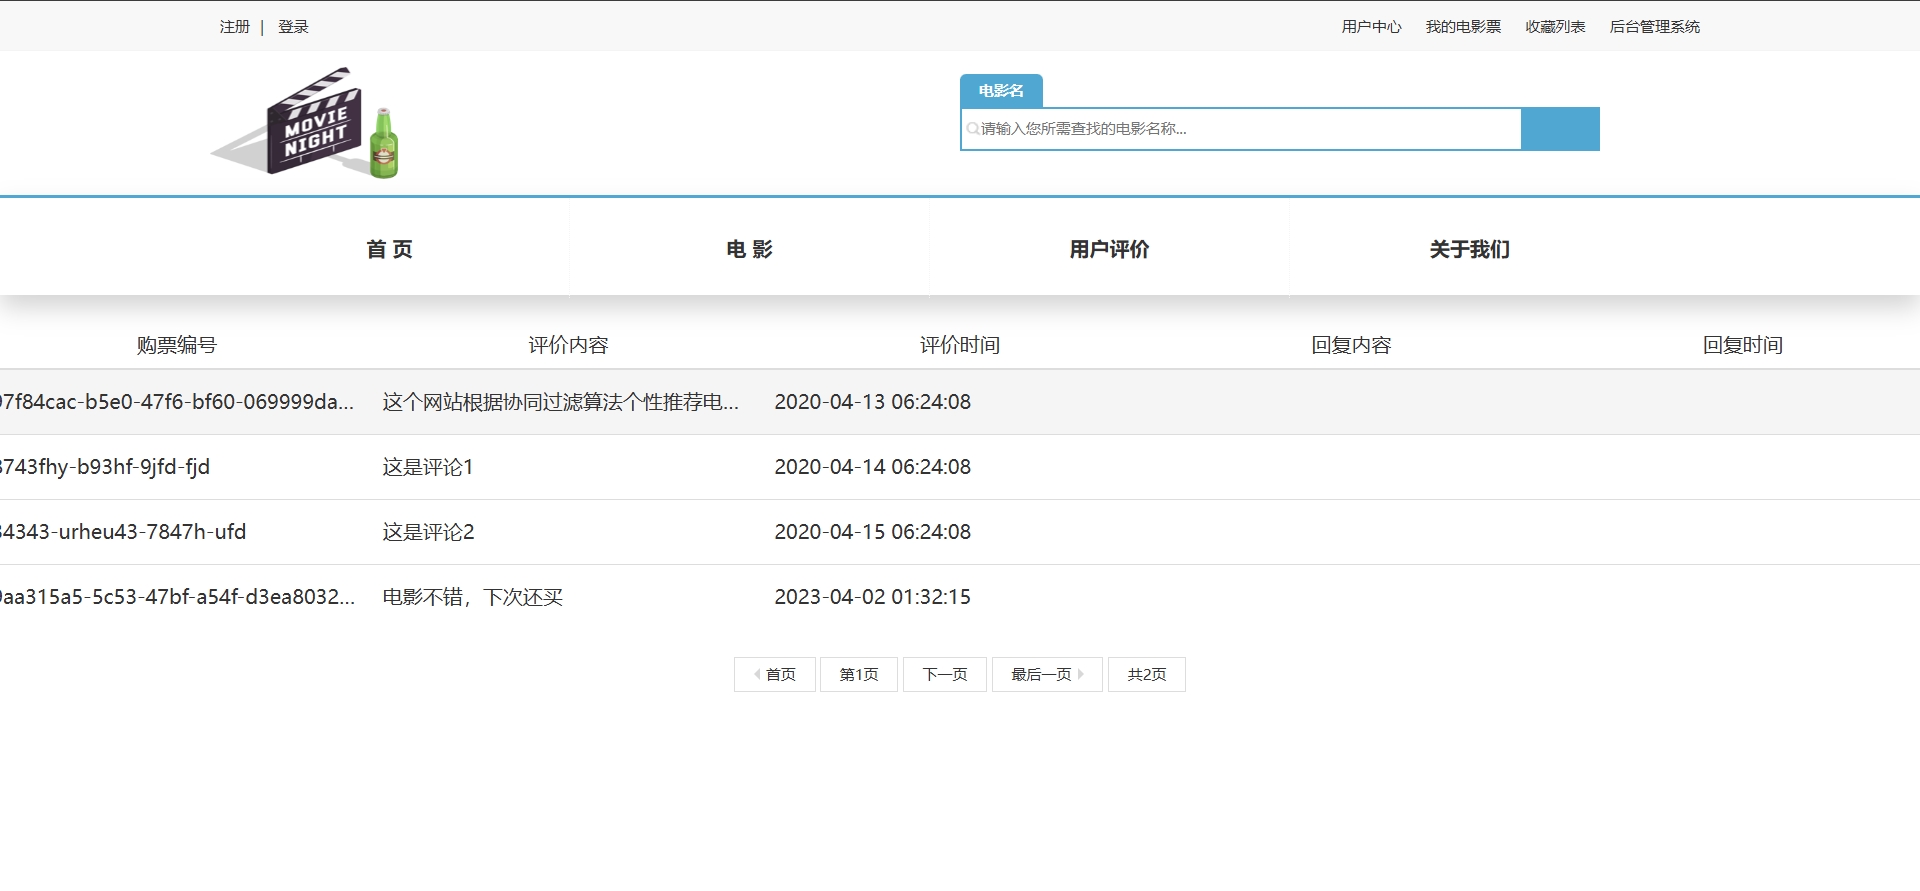 注册 | 登录 用户中心 我的电影票 收藏列表 后台管理系统
MOVIE
NIGHT
电影名
请输入您所需查找的电影名称...
首 页 电 影 用户评价 关于我们
购票编号 评价内容 评价时间 回复内容 回复时间
97f84cac-b5e0-47f6-bf60-069999da... 这个网站根据协同过滤算法个性推荐电... 2020-04-13 06:24:08
8743fhy-b93hf-9jfd-fjd 这是评论1 2020-04-14 06:24:08
34343-urheu43-7847h-ufd 这是评论2 2020-04-15 06:24:08
9aa315a5-5c53-47bf-a54f-d3ea8032... 电影不错，下次还买 2023-04-02 01:32:15
首页 第1页 下一页 最后一页 共2页